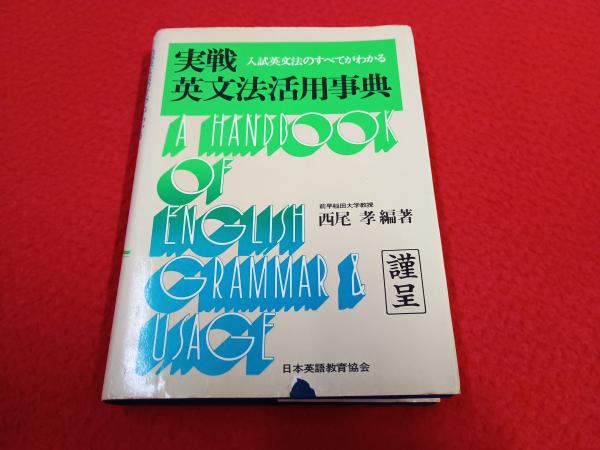 実戦 入試英文法のすべてがわかる
英文法活用事典
A HANDBOOK
OF
ENGLISH
GRAMMAR &
USAGE
前早稲田大学教授
西尾 孝編著
謹呈
日本英語教育協会